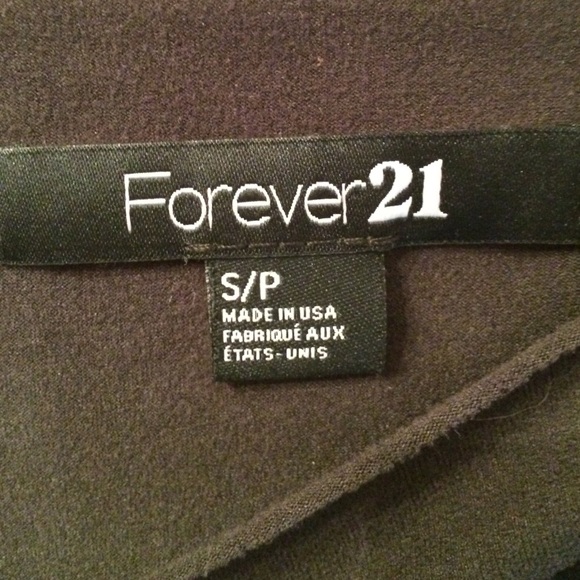 Forever21
S/P
MADE IN USA
FABRIQUÉ AUX
ÉTATS-UNIS